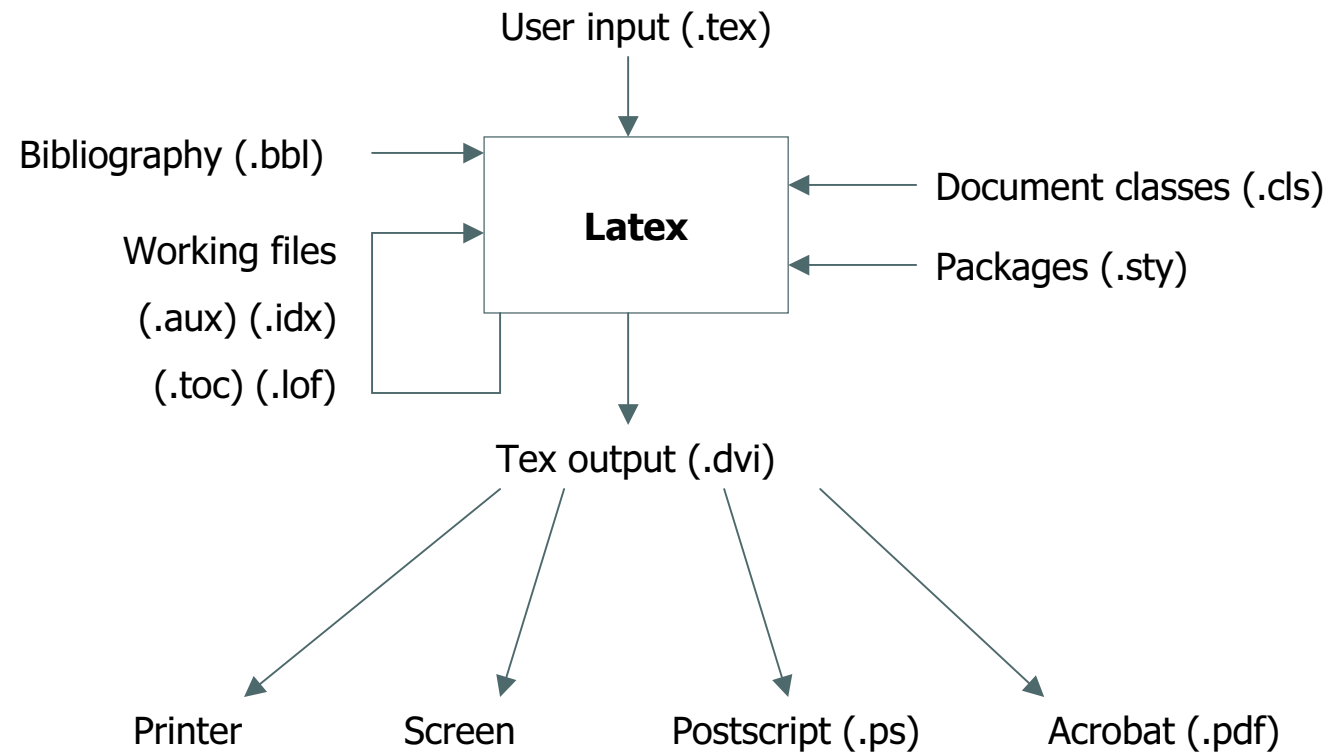 User input (.tex)
Bibliography (.bbl)
Document classes (.cls)
Latex
Working files
(.aux) (.idx)
(.toc) (.lof)
Packages (.sty)
Tex output (.dvi)
Printer
Screen
Postscript (.ps)
Acrobat (.pdf)